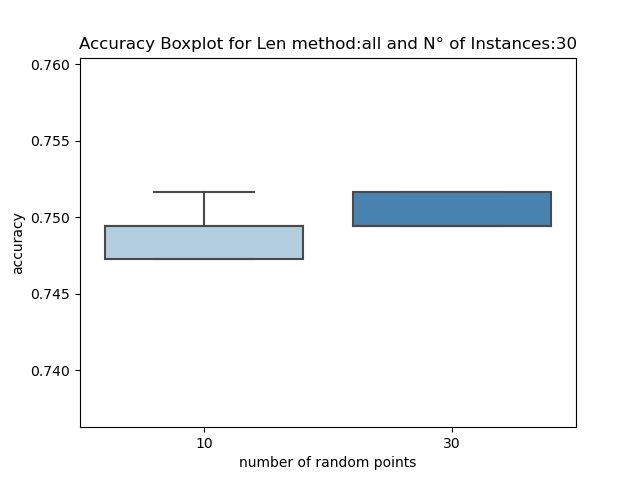 Accuracy Boxplot for Len method:all and N° of Instances:30
0.760
0.755
0.750
0.745
0.740
accuracy
10
30
number of random points